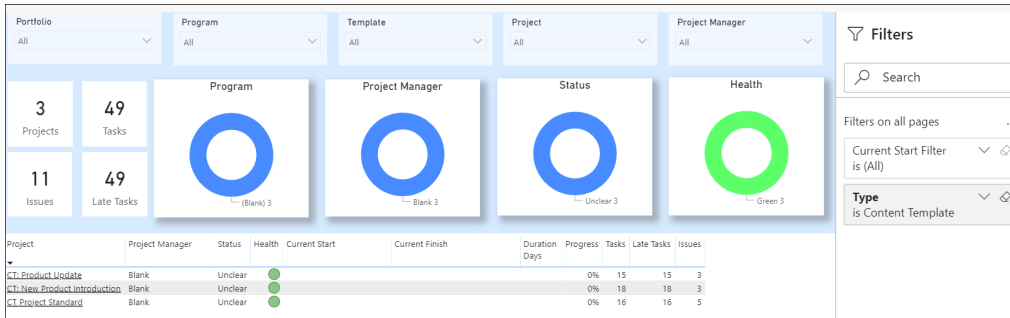 Portfolio
All
Program
All
Template
All
Project
All
Project Manager
All
3
Projects
49
Tasks
11
Issues
49
Late Tasks
Program
(Blank) 3
Project Manager
Blank 3
Status
Unclear 3
Health
Green 3
Project Project Manager Status Health Current Start Current Finish Duration Days Progress Tasks Late Tasks Issues
CT: Product Update Blank Unclear 0% 15 15 3
CT: New Product Introduction Blank Unclear 0% 18 18 3
CT Project Standard Blank Unclear 0% 16 16 5
Filters
Search
Filters on all pages
Current Start Filter
is (All)
Type
is Content Template